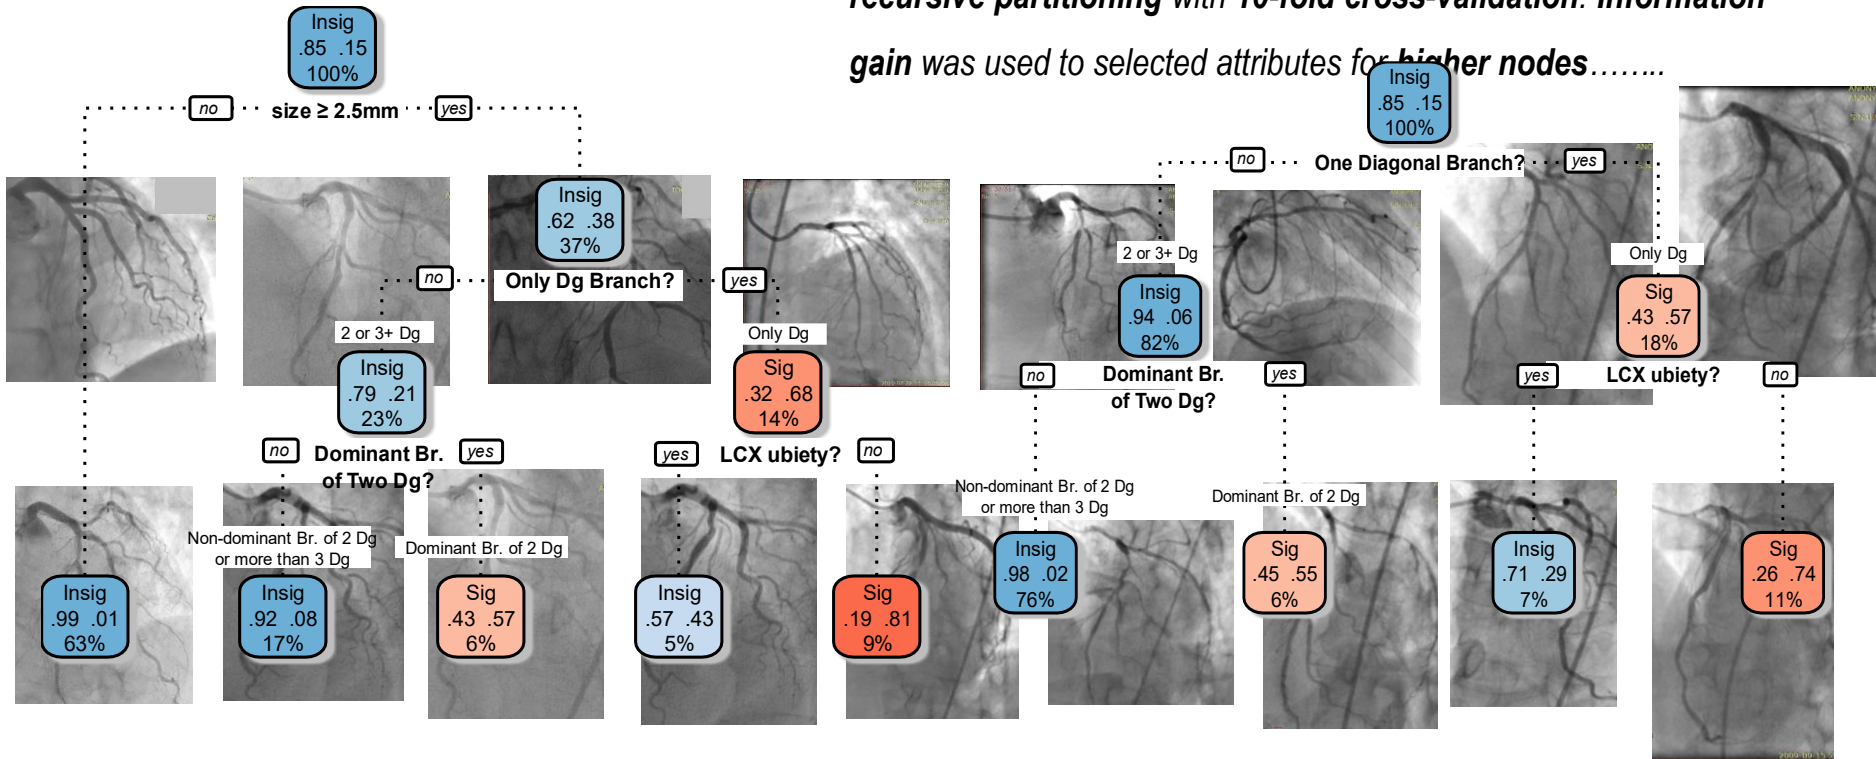 recursive partitioning with 10-fold cross-validation. Information
gain was used to selected attributes for higher nodes……..
Insig
.85 .15
100%
no
size ≥ 2.5mm
yes
Insig
.62 .38
37%
no
Only Dg Branch?
yes
2 or 3+ Dg
Insig
.79 .21
23%
Only Dg
Sig
.32 .68
14%
no
Dominant Br.
of Two Dg?
yes
yes
LCX ubiety?
no
Non-dominant Br. of 2 Dg
or more than 3 Dg
Dominant Br. of 2 Dg
Insig
.99 .01
63%
Insig
.92 .08
17%
Sig
.43 .57
6%
Insig
.57 .43
5%
Sig
.19 .81
9%
Insig
.85 .15
100%
no
One Diagonal Branch?
yes
2 or 3+ Dg
Insig
.94 .06
82%
Only Dg
Sig
.43 .57
18%
no
Dominant Br.
of Two Dg?
yes
yes
LCX ubiety?
no
Non-dominant Br. of 2 Dg
or more than 3 Dg
Dominant Br. of 2 Dg
Insig
.98 .02
76%
Sig
.45 .55
6%
Insig
.71 .29
7%
Sig
.26 .74
11%